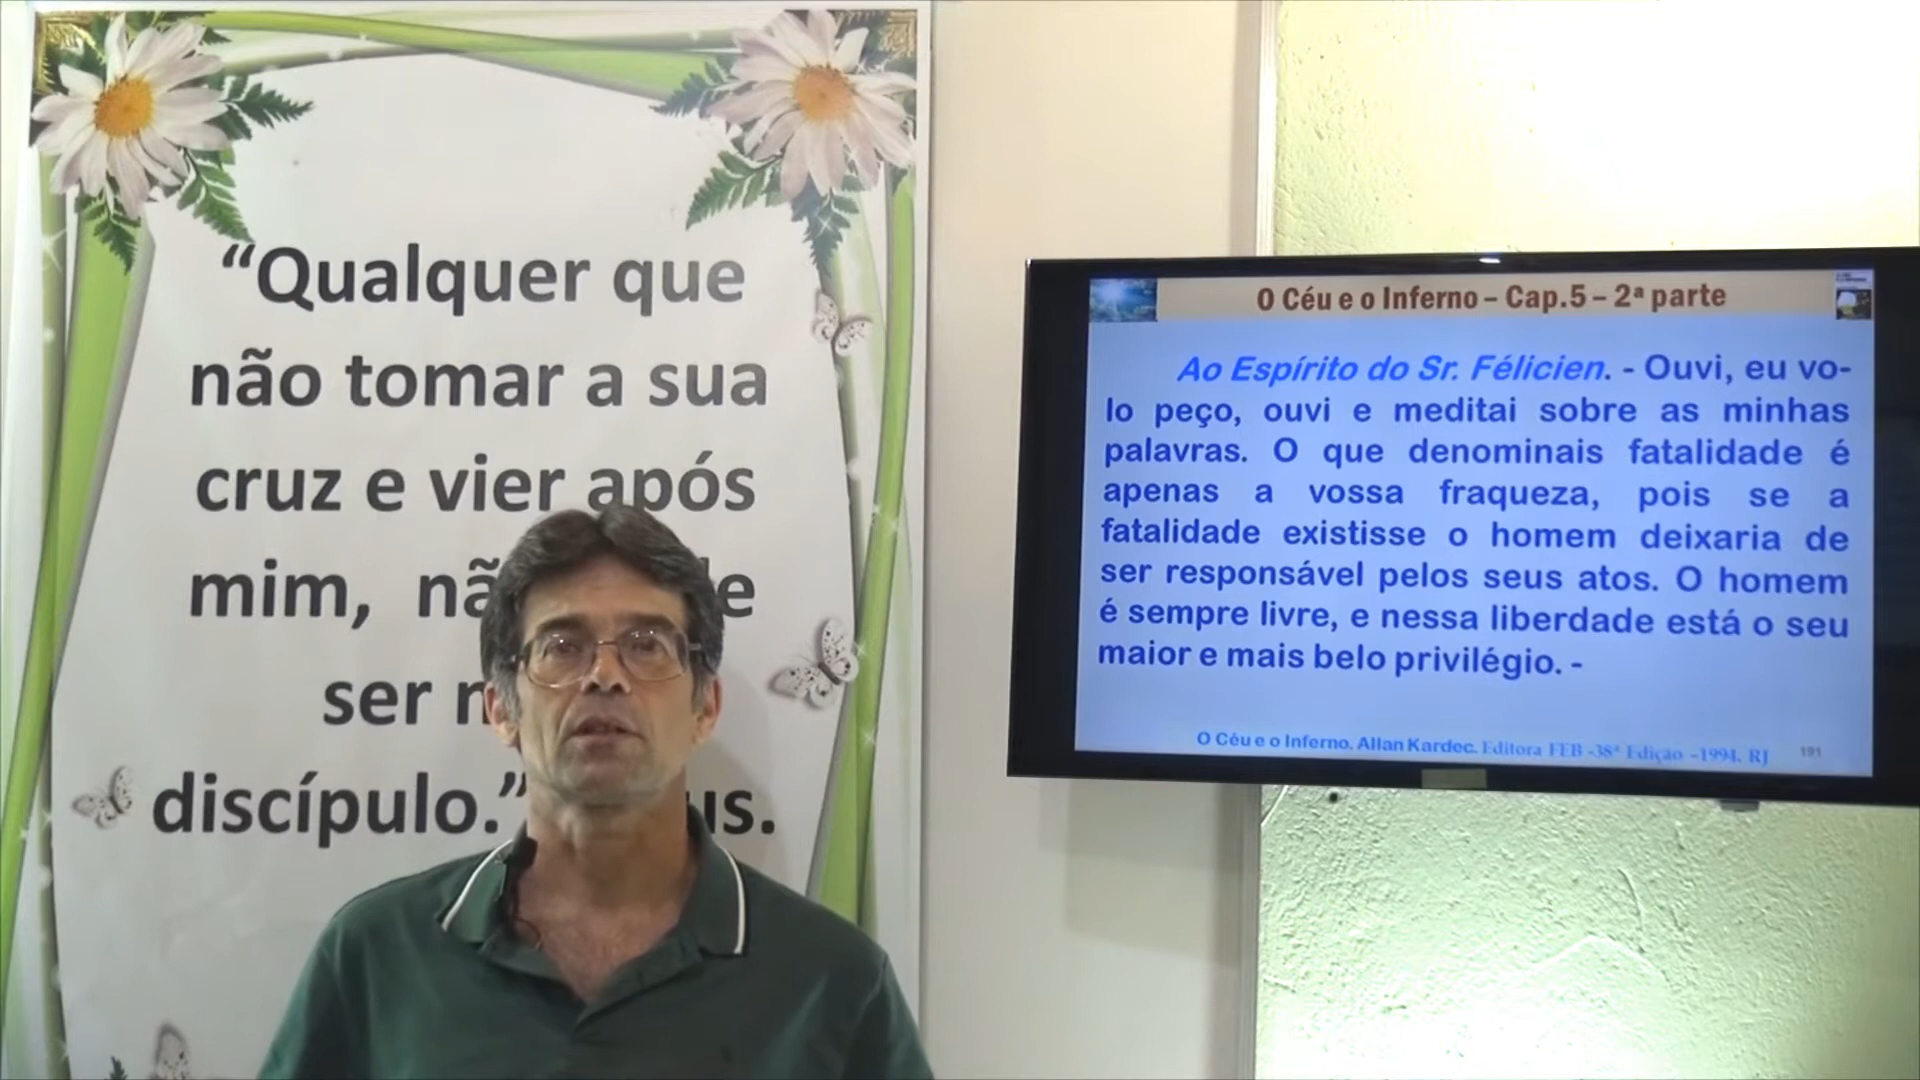 “Qualquer que
não tomar a sua
cruz e vier após
mim, nã e
ser
discípulo.” us.
O Céu e o Inferno – Cap.5 – 2ª parte
Ao Espírito do Sr. Félicien. - Ouvi, eu vo-
lo peço, ouvi e meditai sobre as minhas
palavras. O que denominais fatalidade é
apenas a vossa fraqueza, pois se a
fatalidade existisse o homem deixaria de
ser responsável pelos seus atos. O homem
é sempre livre, e nessa liberdade está o seu
maior e mais belo privilégio. -
O Céu e o Inferno. Allan Kardec. Editora FEB -38ª Edição –1994. RJ
191